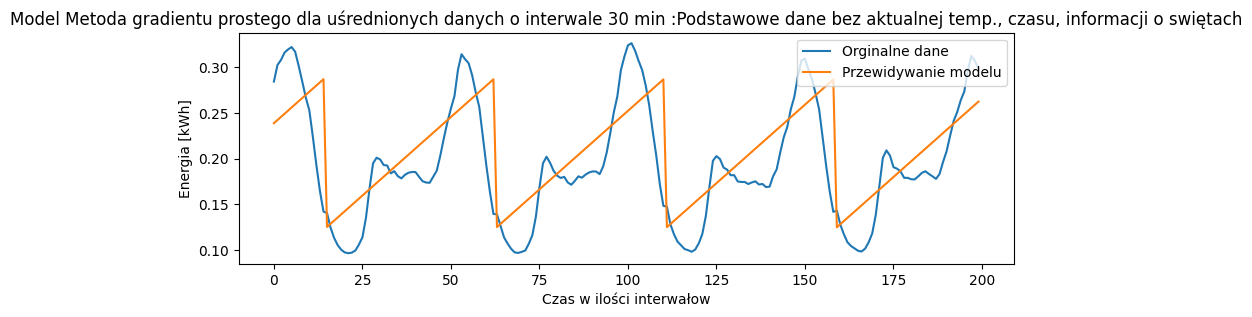 Model Metoda gradientu prostego dla uśrednionych danych o interwale 30 min :Podstawowe dane bez aktualnej temp., czasu, informacji o swiętach
Orginalne dane
Przewidywanie modelu
Energia [kWh]
0.30
0.25
0.20
0.15
0.10
0 25 50 75 100 125 150 175 200
Czas w ilości interwałow